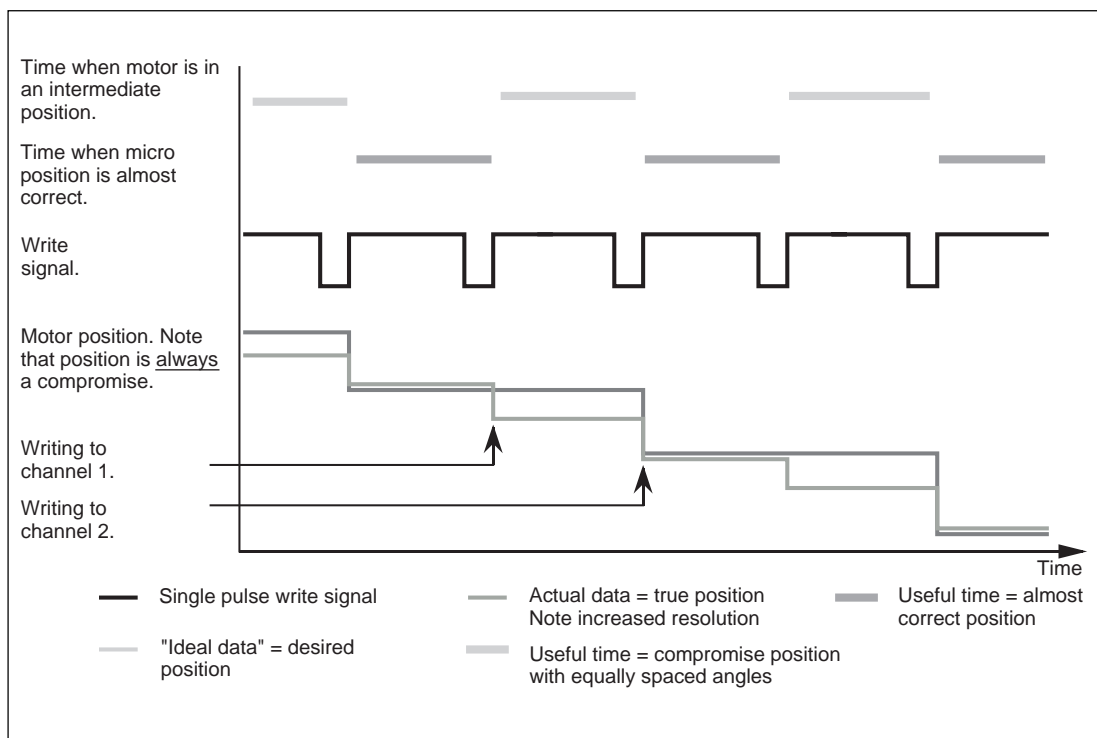 Time when motor is in
an intermediate
position.
Time when micro
position is almost
correct.
Write
signal.
Motor position. Note
that position is always
a compromise.
Writing to
channel 1.
Writing to
channel 2.
Time
Single pulse write signal
"Ideal data" = desired
position
Actual data = true position
Note increased resolution
Useful time = compromise position
with equally spaced angles
Useful time = almost
correct position